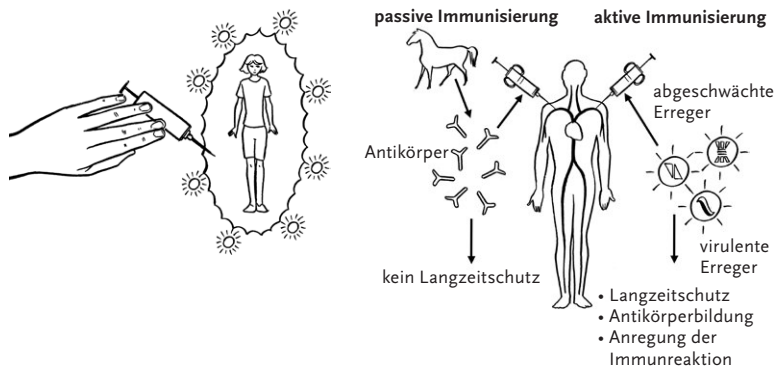 passive Immunisierung
aktive Immunisierung
abgeschwächte
Erreger
Antikörper
virulente
Erreger
kein Langzeitschutz
• Langzeitschutz
• Antikörperbildung
• Anregung der
Immunreaktion